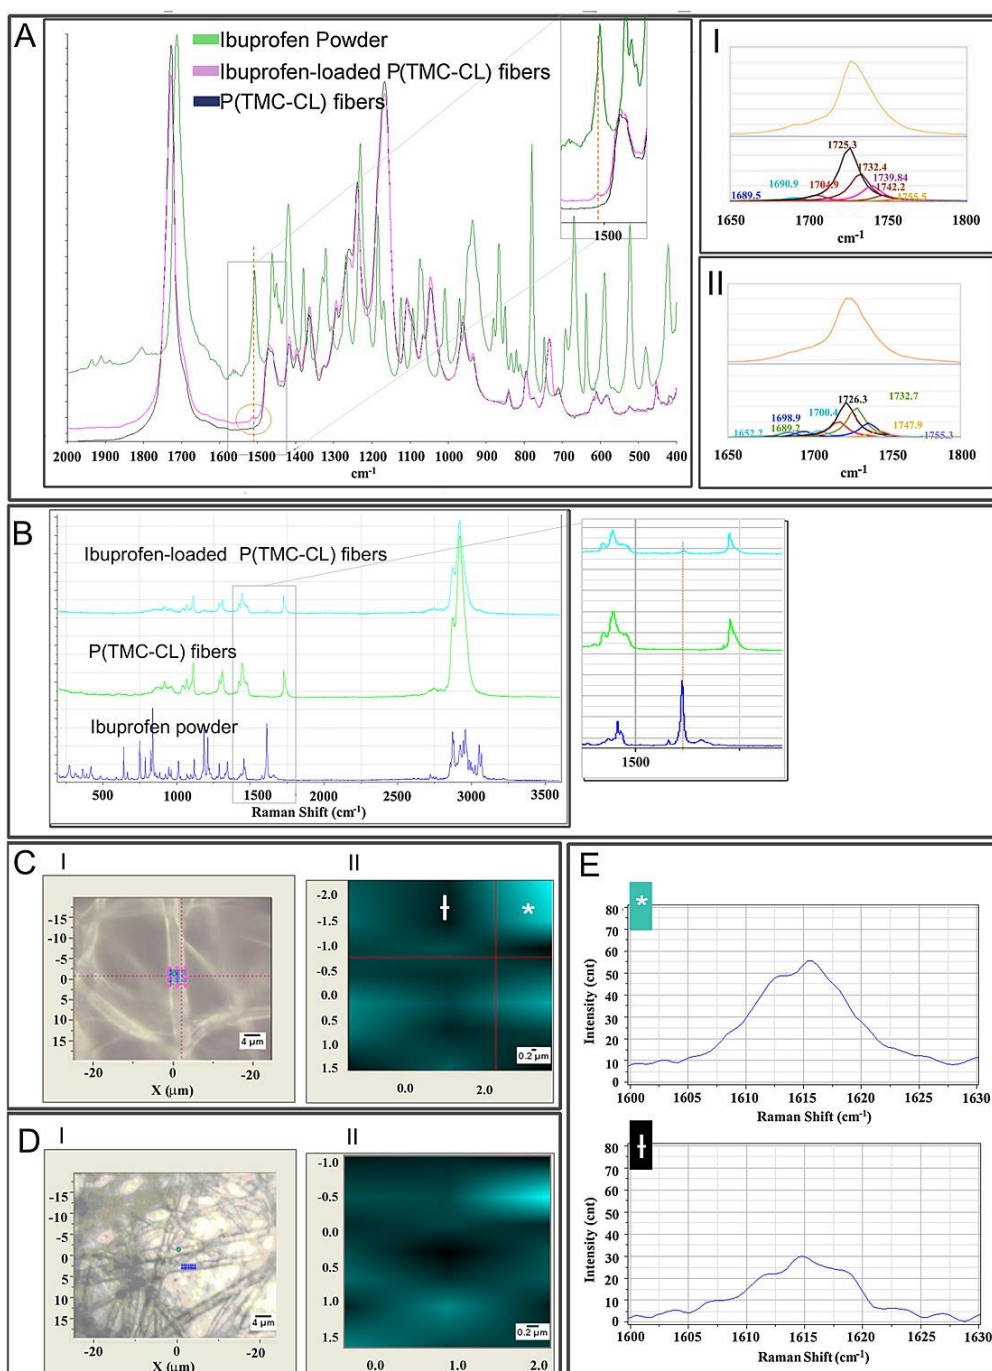 A
Ibuprofen Powder
Ibuprofen-loaded P(TMC-CL) fibers
P(TMC-CL) fibers
1500
2000 1900 1800 1700 1600 1500 1400 1300 1200 1100 1000 900 800 700 600 500 400
cm-1
I
1725.3
1732.4
1690.9
1704.9
1739.84
1742.2
1689.5
1755.5
1650 1700 1750 1800
cm-1
II
1732.7
1726.3
1700.4
1698.9
1652.2
1689.2
1747.9
1755.3
1650 1700 1750 1800
cm-1
B
Ibuprofen-loaded P(TMC-CL) fibers
P(TMC-CL) fibers
Ibuprofen powder
500 1000 1500 2000 2500 3000 3500
Raman Shift (cm-1)
1500
C
I
-15
-10
-5
0
5
10
15
4 µm
-20 0 -20
X (µm)
II
-2.0
-1.5
-1.0
-0.5
0.0
0.5
1.0
1.5
ƚ
*
0.2 µm
0.0 2.0
D
I
-15
-10
-5
0
5
10
15
4 µm
-20 0 -20
X (µm)
II
-1.0
-0.5
0.0
0.5
1.0
1.5
0.2 µm
0.0 1.0 2.0
E
*
80
70
60
50
40
30
20
10
0
Intensity (cnt)
1600 1605 1610 1615 1620 1625 1630
Raman Shift (cm-1)
ƚ
80
70
60
50
40
30
20
10
0
Intensity (cnt)
1600 1605 1610 1615 1620 1625 1630
Raman Shift (cm-1)